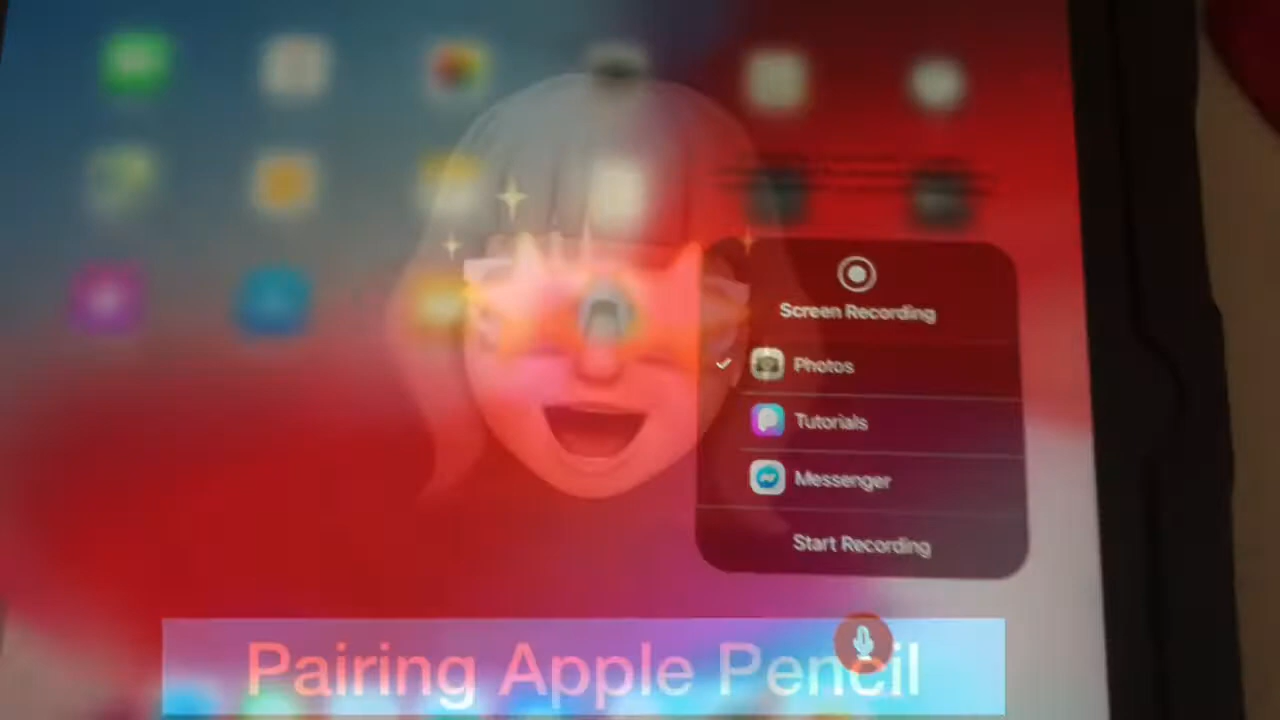 Screen Recording
Photos
Tutorials
Messenger
Start Recording
Pairing Apple Pencil